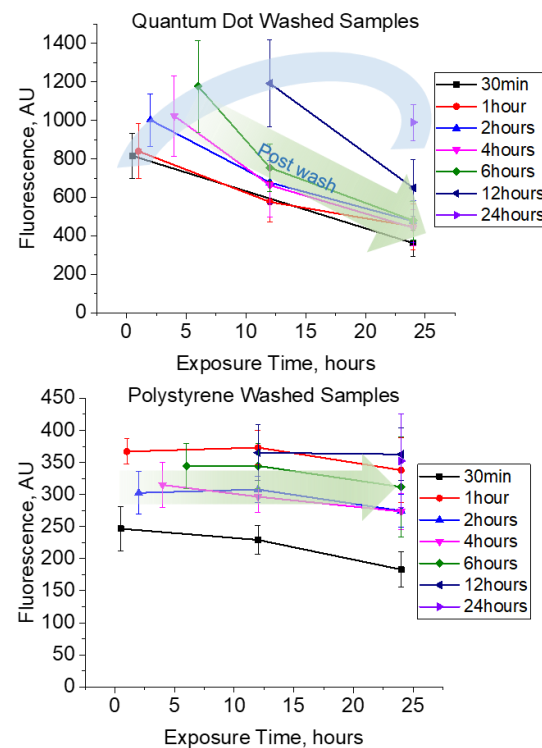 Quantum Dot Washed Samples
Fluorescence, AU
1400
1200
1000
800
600
400
200
0
Post wash
0 5 10 15 20 25
Exposure Time, hours
30min
1hour
2hours
4hours
6hours
12hours
24hours
Polystyrene Washed Samples
Fluorescence, AU
450
400
350
300
250
200
150
100
50
0
0 5 10 15 20 25
Exposure Time, hours
30min
1hour
2hours
4hours
6hours
12hours
24hours